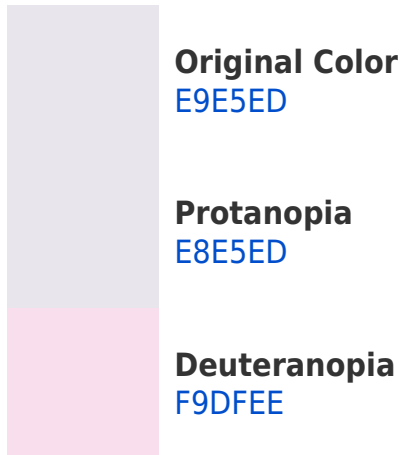 Original Color
E9E5ED
Protanopia
E8E5ED
Deuteranopia
F9DFEE